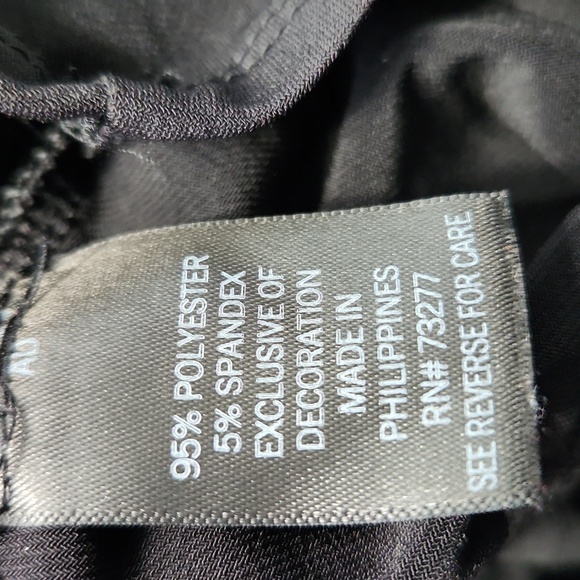 95% POLYESTER
5% SPANDEX
EXCLUSIVE OF
DECORATION
MADE IN
PHILIPPINES
RN# 73277
SEE REVERSE FOR CARE